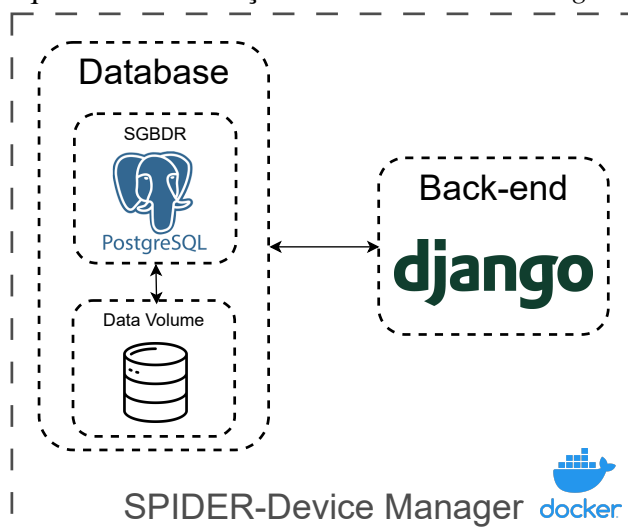 Database
SGBDR
PostgreSQL
Data Volume
Back-end
django
SPIDER-Device Manager
docker